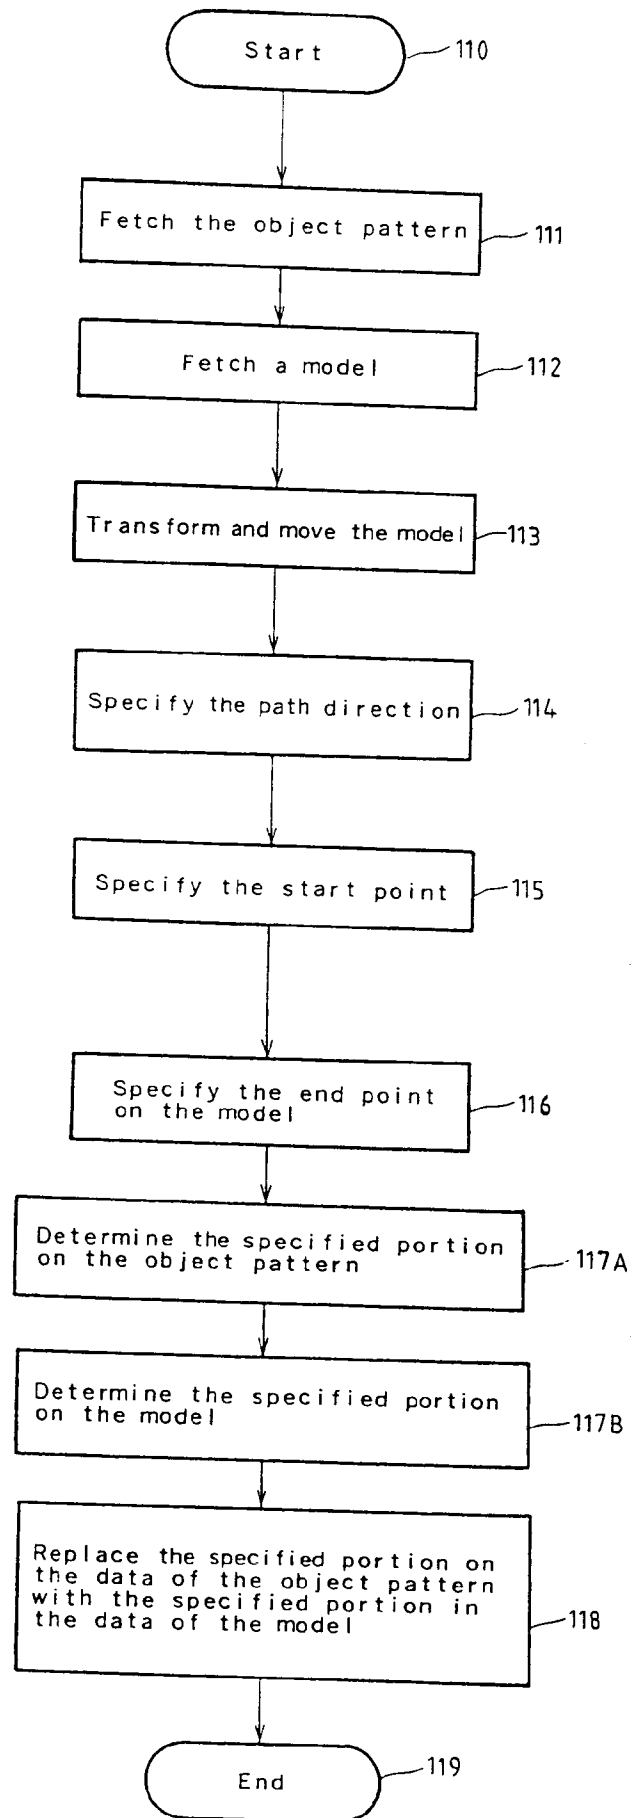 Start
110
Fetch the object pattern
111
Fetch a model
112
Transform and move the model
113
Specify the path direction
114
Specify the start point
115
Specify the end point
on the model
116
Determine the specified portion
on the object pattern
117A
Determine the specified portion
on the model
117B
Replace the specified portion on
the data of the object pattern
with the specified portion in
the data of the model
118
End
119